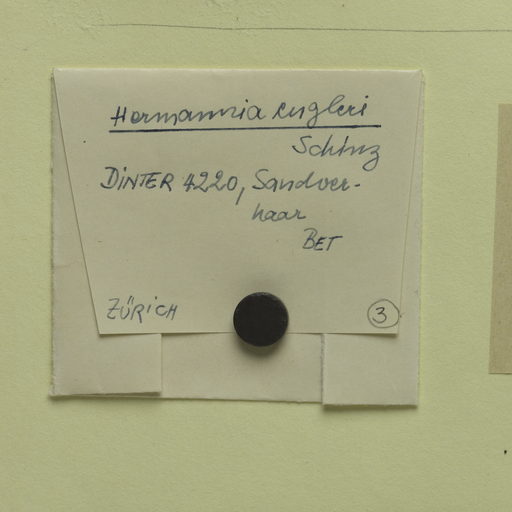 Hermannia engleri
Schinz
DINTER 4220, Sandver-
haar
BET
ZÜRICH
3